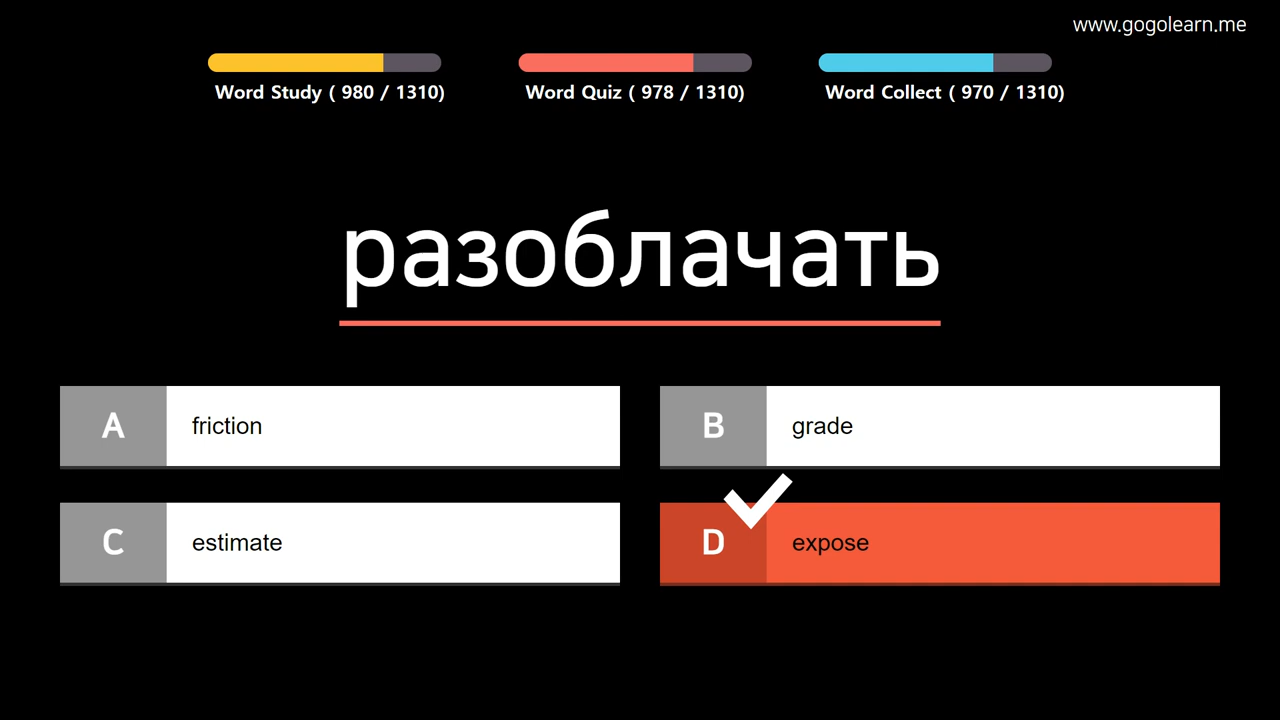 www.gogolearn.me
Word Study ( 980 / 1310)
Word Quiz ( 978 / 1310)
Word Collect ( 970 / 1310)
разоблачать
A friction
B grade
C estimate
D expose